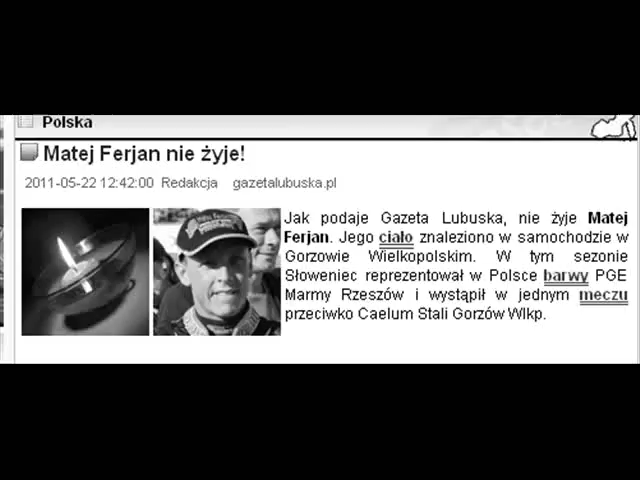 Polska
Matej Ferjan nie żyje!
2011-05-22 12:42:00 Redakcja gazetalubuska.pl
Jak podaje Gazeta Lubuska, nie żyje Matej
Ferjan. Jego ciało znaleziono w samochodzie w
Gorzowie Wielkopolskim. W tym sezonie
Słoweniec reprezentował w Polsce barwy PGE
Marmy Rzeszów i wystąpił w jednym meczu
przeciwko Caelum Stali Gorzów Wlkp.